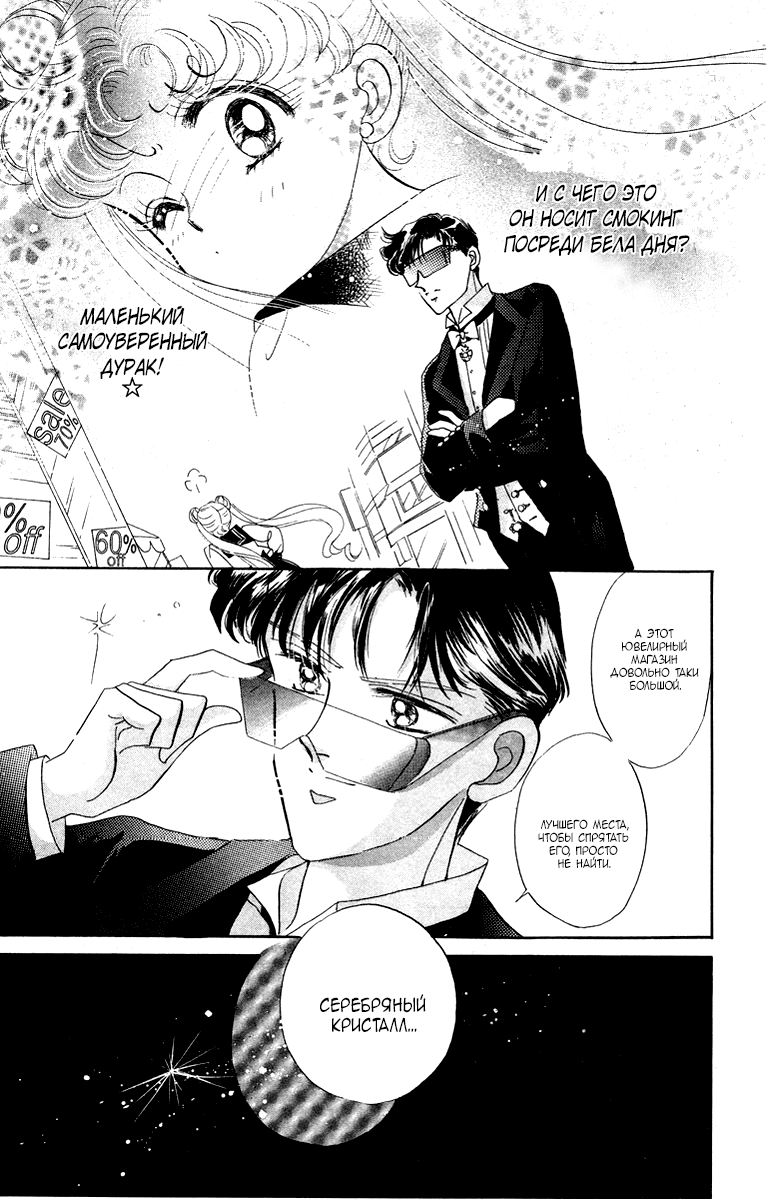 И С ЧЕГО ЭТО
ОН НОСИТ СМОКИНГ
ПОСРЕДИ БЕЛА ДНЯ?
МАЛЕНЬКИЙ
САМОУВЕРЕННЫЙ
ДУРАК!
sale
70%
%
off
60%
off
А ЭТОТ
ЮВЕЛИРНЫЙ
МАГАЗИН
ДОВОЛЬНО ТАКИ
БОЛЬШОЙ.
ЛУЧШЕГО МЕСТА,
ЧТОБЫ СПРЯТАТЬ
ЕГО, ПРОСТО
НЕ НАЙТИ.
СЕРЕБРЯНЫЙ
КРИСТАЛЛ...